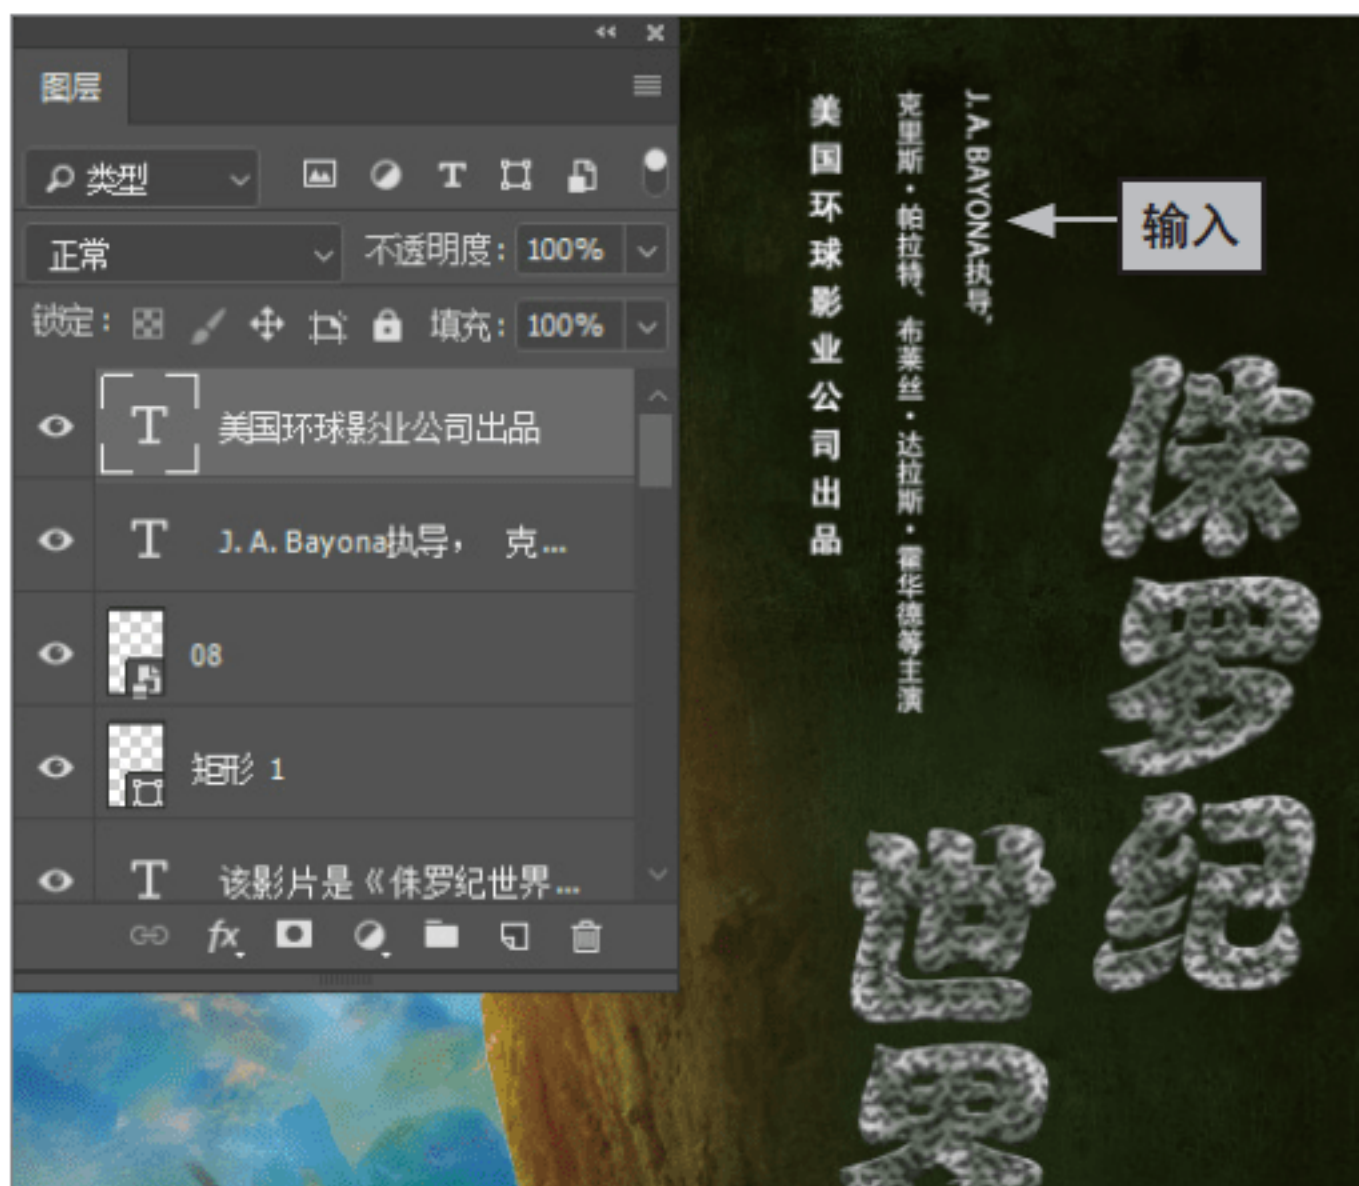 图层
类型
正常 不透明度: 100%
锁定: 填充: 100%
T 美国环球影业公司出品
T J. A. Bayona执导， 克...
08
矩形 1
T 该影片是《侏罗纪世界...
fx
J. A. BAYONA执导,
克里斯·帕拉特、布莱丝·达拉斯·霍华德等主演
美国环球影业公司出品
输入
侏罗纪
世界